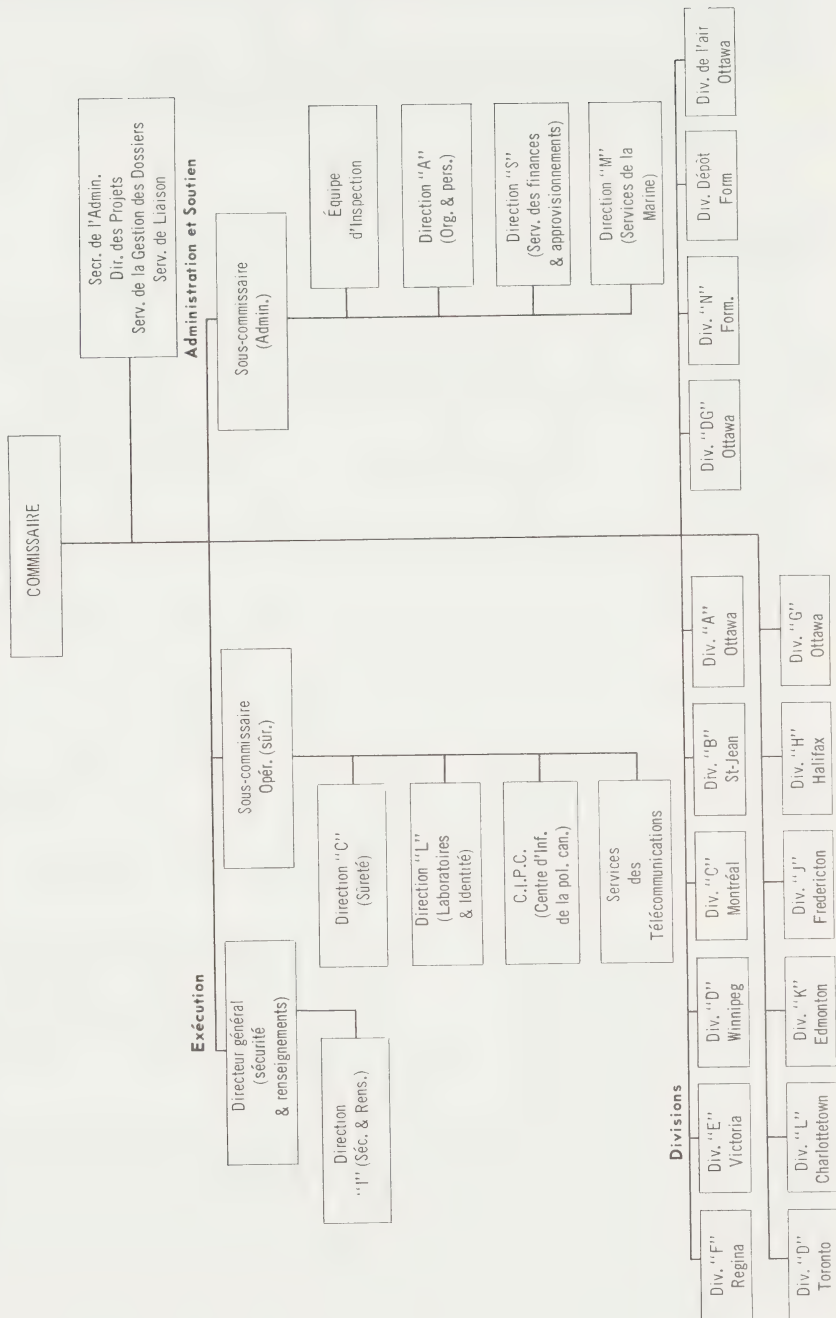 COMMISSAIRE
Secr. de l'Admin.
Dir. des Projets
Serv. de la Gestion des Dossiers
Serv. de Liaison
Exécution
Administration et Soutien
Directeur général
(sécurité
& renseignements)
Direction
"I" (Séc. & Rens.)
Sous-commissaire
Opér. (sûr.)
Direction "C"
(Sûreté)
Direction "L"
(Laboratoires
& Identité)
C.I.P.C.
(Centre d'Inf.
de la pol. can.)
Services
des
Télécommunications
Sous-commissaire
(Admin.)
Équipe
d'Inspection
Direction "A"
(Org. & pers.)
Direction "S"
(Serv. des finances
& approvisionnements)
Direction "M"
(Services de la
Marine)
Divisions
Div. "F"
Regina
Div. "E"
Victoria
Div. "D"
Winnipeg
Div. "C"
Montréal
Drv. "B"
St-Jean
Div. "A"
Ottawa
Div. "DG"
Ottawa
Div. "N"
Form.
Div. Dépôt
Form
Div. de l'air
Ottawa
Div. "D"
Toronto
Div. "L"
Charlottetown
Div. "K"
Edmonton
Div. "J"
Fredericton
Div. "H"
Halifax
Div. "G"
Ottawa